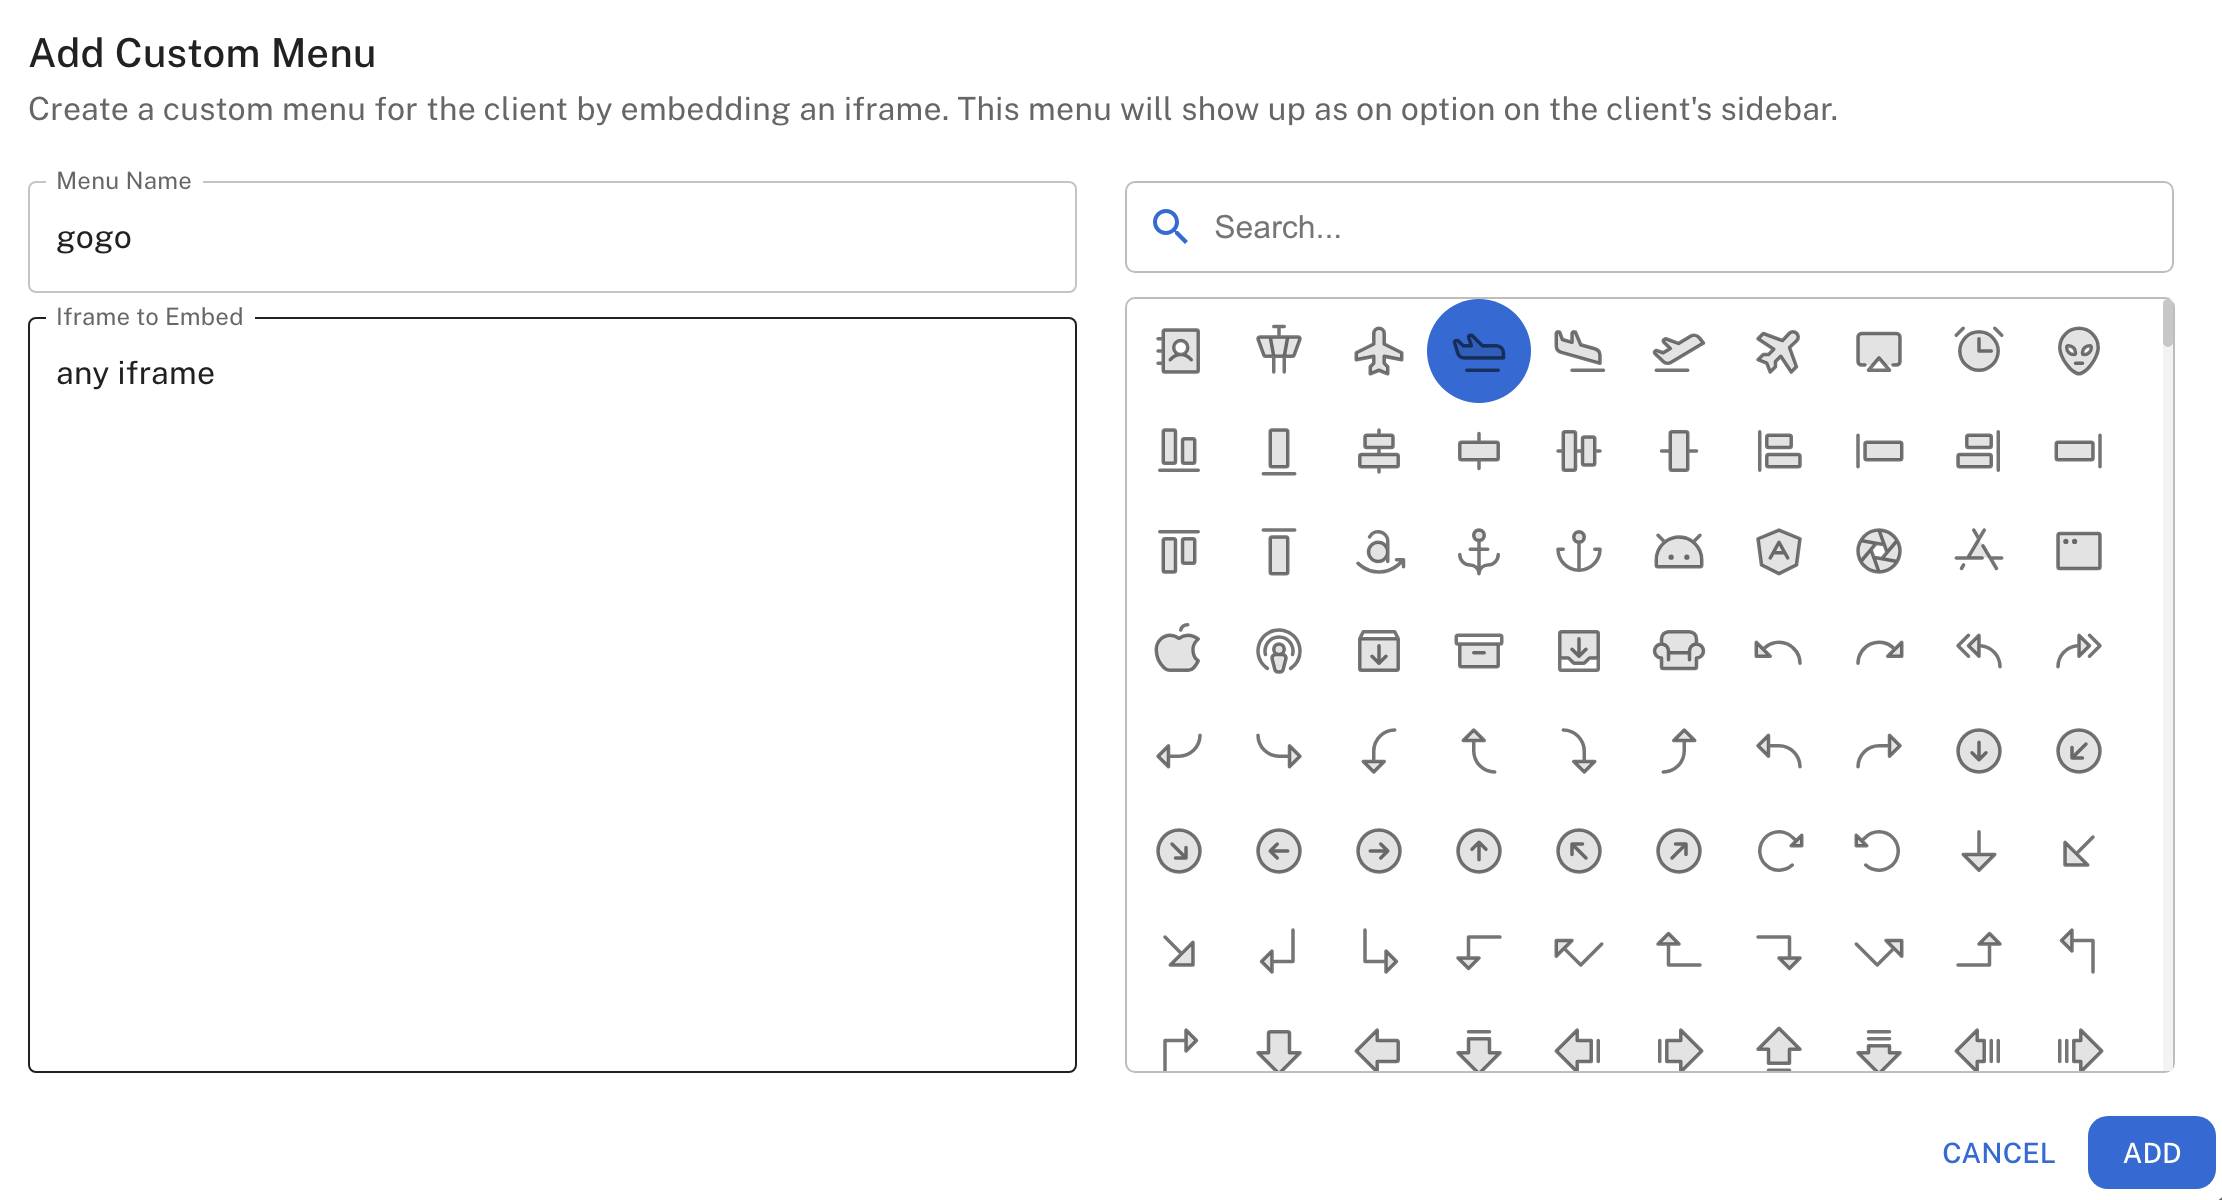 Add Custom Menu
Create a custom menu for the client by embedding an iframe. This menu will show up as on option on the client's sidebar.
Menu Name
gogo
Search...
Iframe to Embed
any iframe
CANCEL
ADD